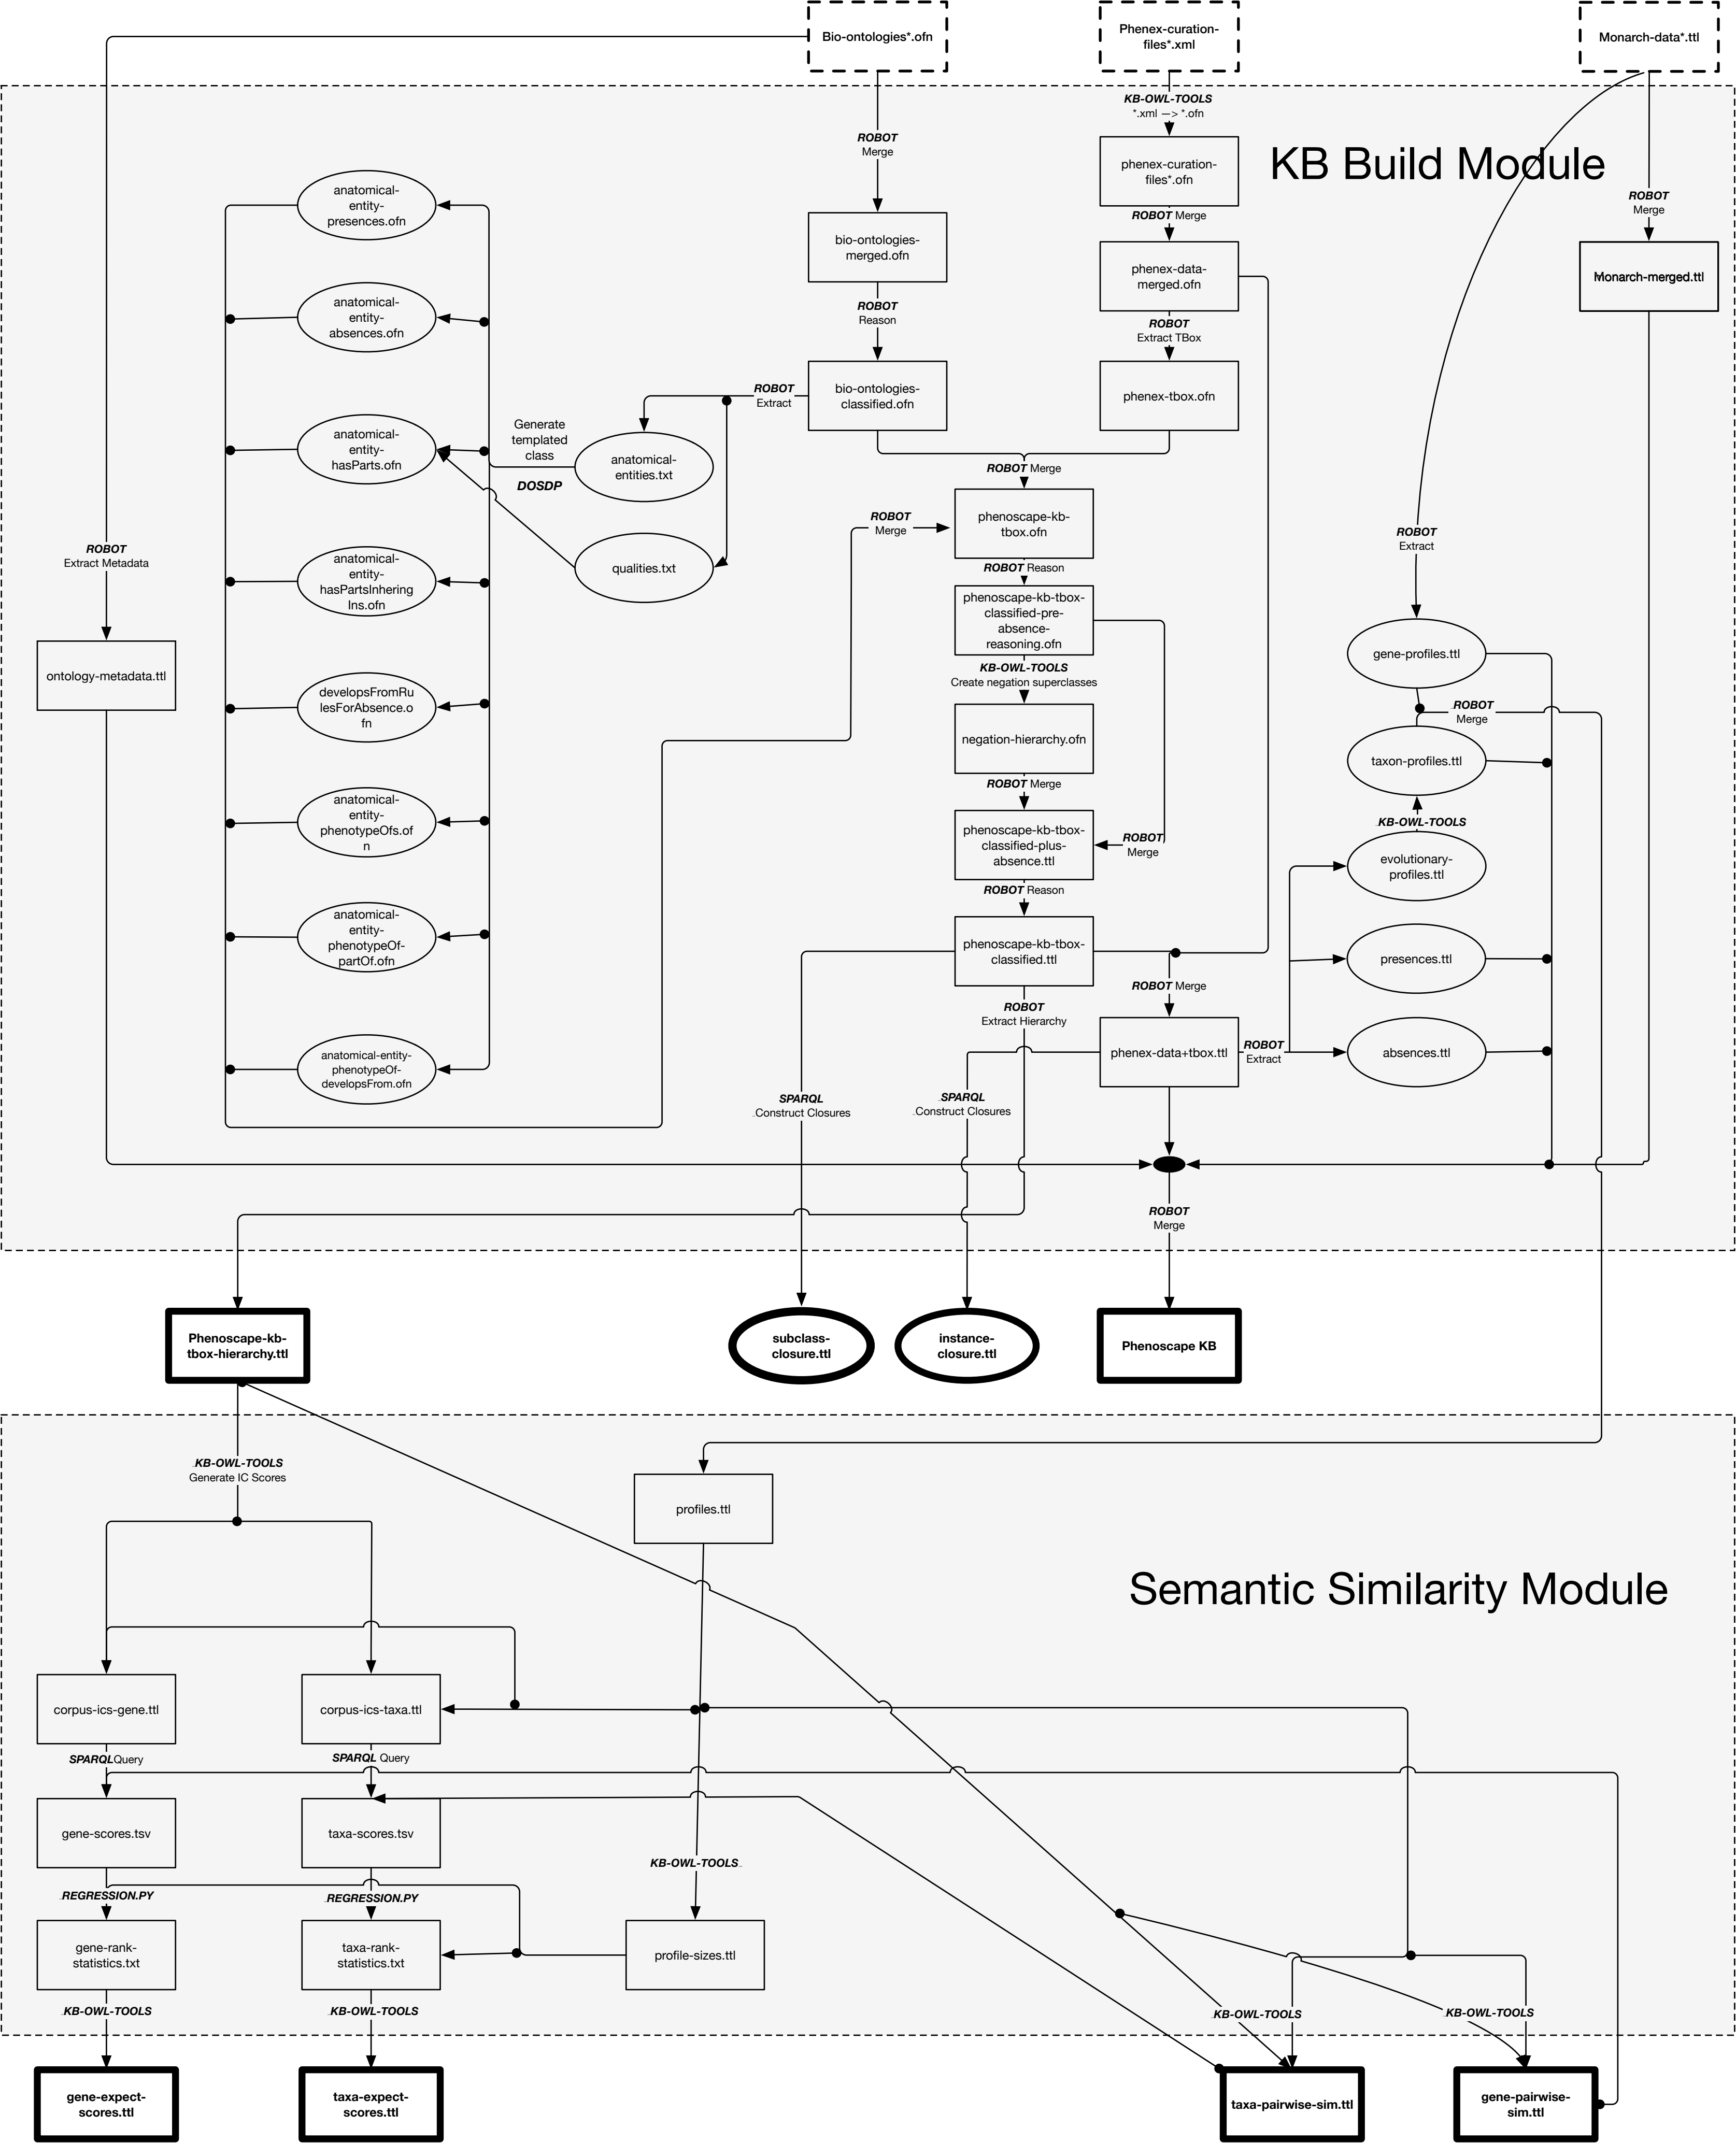 Bio-ontologies*.ofn
Phenex-curation-
files*.xml
Monarch-data*.ttl
KB-OWL-TOOLS
*.xml —> *.ofn
ROBOT
Merge
KB Build Module
phenex-curation-
files*.ofn
ROBOT
Merge
ROBOT Merge
anatomical-
entity-
presences.ofn
bio-ontologies-
merged.ofn
phenex-data-
merged.ofn
Monarch-merged.ttl
anatomical-
entity-
absences.ofn
ROBOT
Reason
ROBOT
Extract TBox
bio-ontologies-
classified.ofn
phenex-tbox.ofn
ROBOT
Extract
Generate
templated
class
DOSDP
anatomical-
entity-
hasParts.ofn
anatomical-
entities.txt
ROBOT Merge
phenoscape-kb-
tbox.ofn
ROBOT
Merge
ROBOT
Extract
ROBOT
Extract Metadata
anatomical-
entity-
hasPartsInhering
Ins.ofn
qualities.txt
ROBOT Reason
phenoscape-kb-tbox-
classified-pre-
absence-
reasoning.ofn
ontology-metadata.ttl
gene-profiles.ttl
KB-OWL-TOOLS
Create negation superclasses
developsFromRu
lesForAbsence.o
fn
ROBOT
Merge
negation-hierarchy.ofn
taxon-profiles.ttl
ROBOT Merge
anatomical-
entity-
phenotypeOfs.of
n
KB-OWL-TOOLS
phenoscape-kb-tbox-
classified-plus-
absence.ttl
ROBOT
Merge
evolutionary-
profiles.ttl
ROBOT Reason
anatomical-
entity-
phenotypeOf-
partOf.ofn
phenoscape-kb-tbox-
classified.ttl
presences.ttl
ROBOT Merge
ROBOT
Extract Hierarchy
anatomical-entity-
phenotypeOf-
developsFrom.ofn
phenex-data+tbox.ttl
ROBOT
Extract
absences.ttl
SPARQL
Construct Closures
SPARQL
Construct Closures
ROBOT
Merge
Phenoscape-kb-
tbox-hierarchy.ttl
subclass-
closure.ttl
instance-
closure.ttl
Phenoscape KB
KB-OWL-TOOLS
Generate IC Scores
profiles.ttl
Semantic Similarity Module
corpus-ics-gene.ttl
corpus-ics-taxa.ttl
SPARQLQuery
SPARQL Query
gene-scores.tsv
taxa-scores.tsv
KB-OWL-TOOLS
REGRESSION.PY
REGRESSION.PY
gene-rank-
statistics.txt
taxa-rank-
statistics.txt
profile-sizes.ttl
KB-OWL-TOOLS
KB-OWL-TOOLS
KB-OWL-TOOLS
KB-OWL-TOOLS
gene-expect-
scores.ttl
taxa-expect-
scores.ttl
taxa-pairwise-sim.ttl
gene-pairwise-
sim.ttl